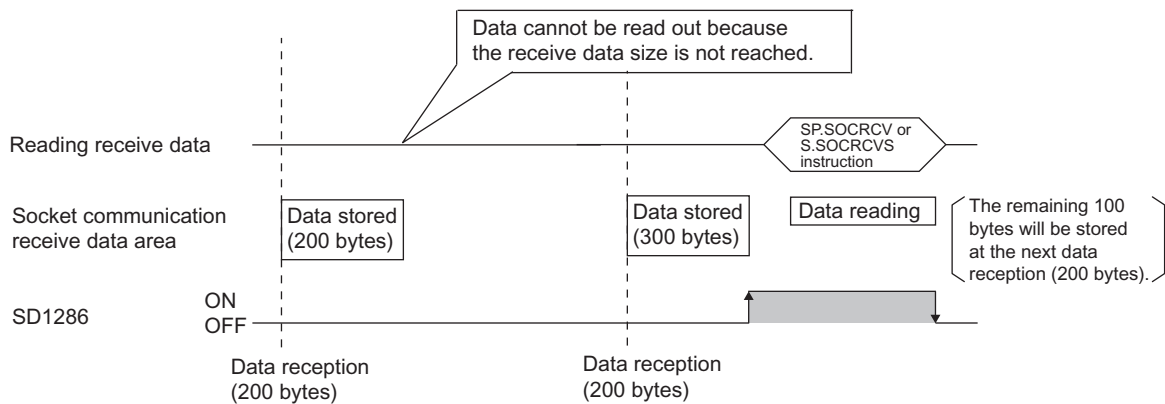 Data cannot be read out because
the receive data size is not reached.
Reading receive data
SP.SOCRCV or
S.SOCRCVS
instruction
Socket communication
receive data area
Data stored
(200 bytes)
Data stored
(300 bytes)
Data reading
The remaining 100
bytes will be stored
at the next data
reception (200 bytes).
SD1286
ON
OFF
Data reception
(200 bytes)
Data reception
(200 bytes)